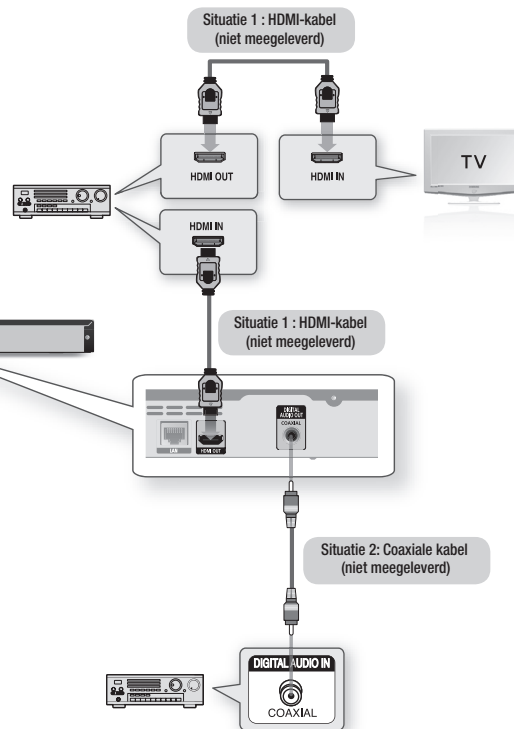 Situatie 1 : HDMI-kabel
(niet meegeleverd)
HDMI OUT
HDMI IN
TV
HDMI IN
Situatie 1 : HDMI-kabel
(niet meegeleverd)
DIGITAL
AUDIO OUT
COAXIAL
LAN
HDMI OUT
Situatie 2: Coaxiale kabel
(niet meegeleverd)
DIGITAL AUDIO IN
COAXIAL